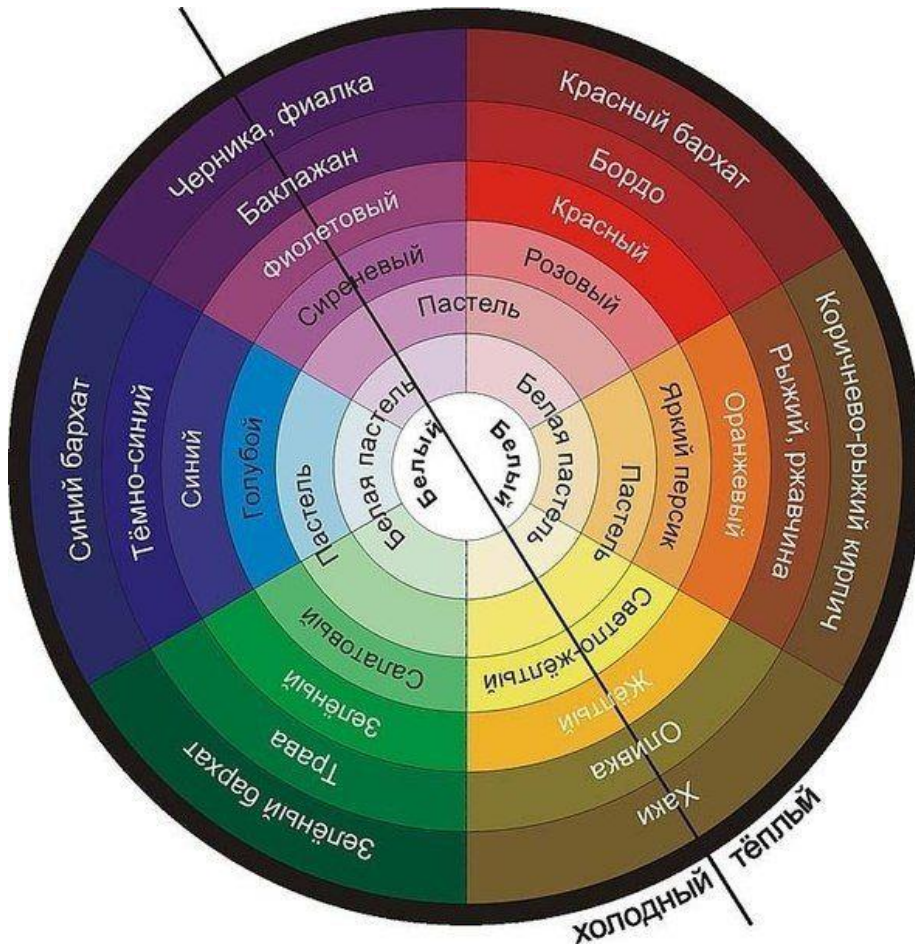 Черника, фиалка
Баклажан
Фиолетовый
Сиреневый
Пастель
Белая пастель
Белый
Красный бархат
Бордо
Красный
Розовый
Белая пастель
Белый
Коричнево-рыжий кирпич
Рыжий, ржавчина
Оранжевый
Яркий персик
Пастель
Синий бархат
Тёмно-синий
Синий
Голубой
Пастель
Светло-жёлтый
Жёлтый
Оливка
Хаки
Салатовый
Зелёный
Трава
Зелёный бархат
холодный
тёплый